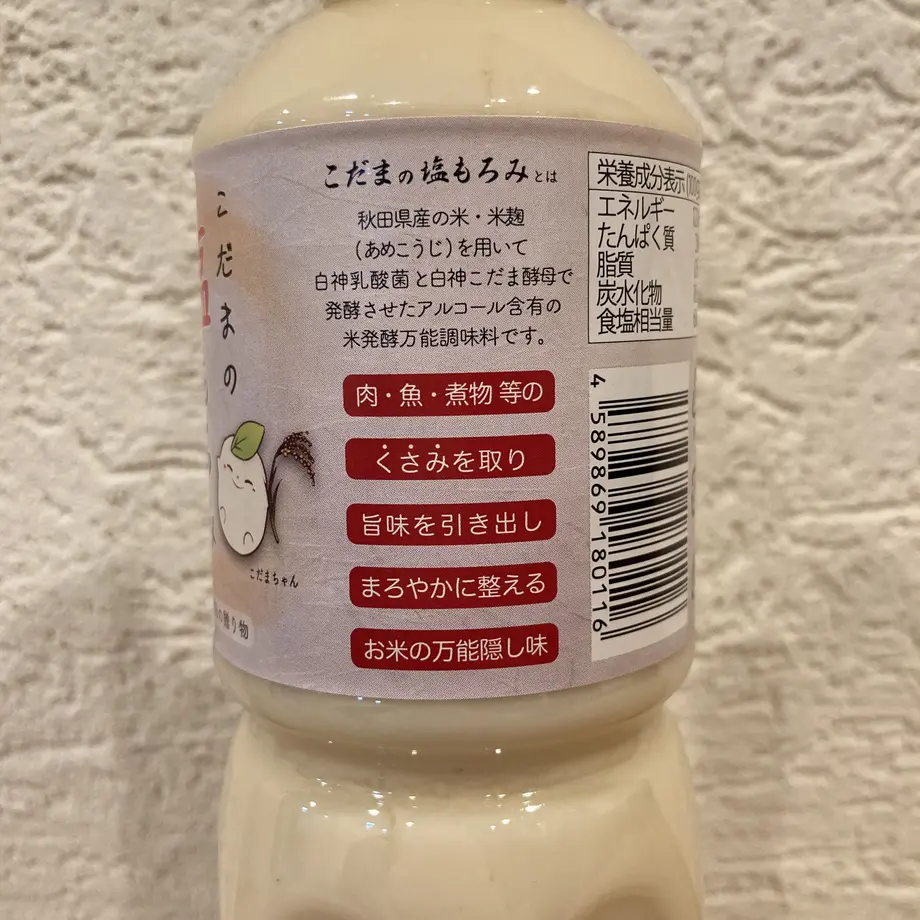 こだまの塩もろみとは
秋田県産の米・米麹
(あめこうじ)を用いて
白神乳酸菌と白神こだま酵母で
発酵させたアルコール含有の
米発酵万能調味料です。
肉・魚・煮物 等の
くさみを取り
旨味を引き出し
まろやかに整える
お米の万能隠し味
こだまの
こだまちゃん
の贈り物
栄養成分表示
エネルギー
たんぱく質
脂質
炭水化物
食塩相当量
4 589869 180116